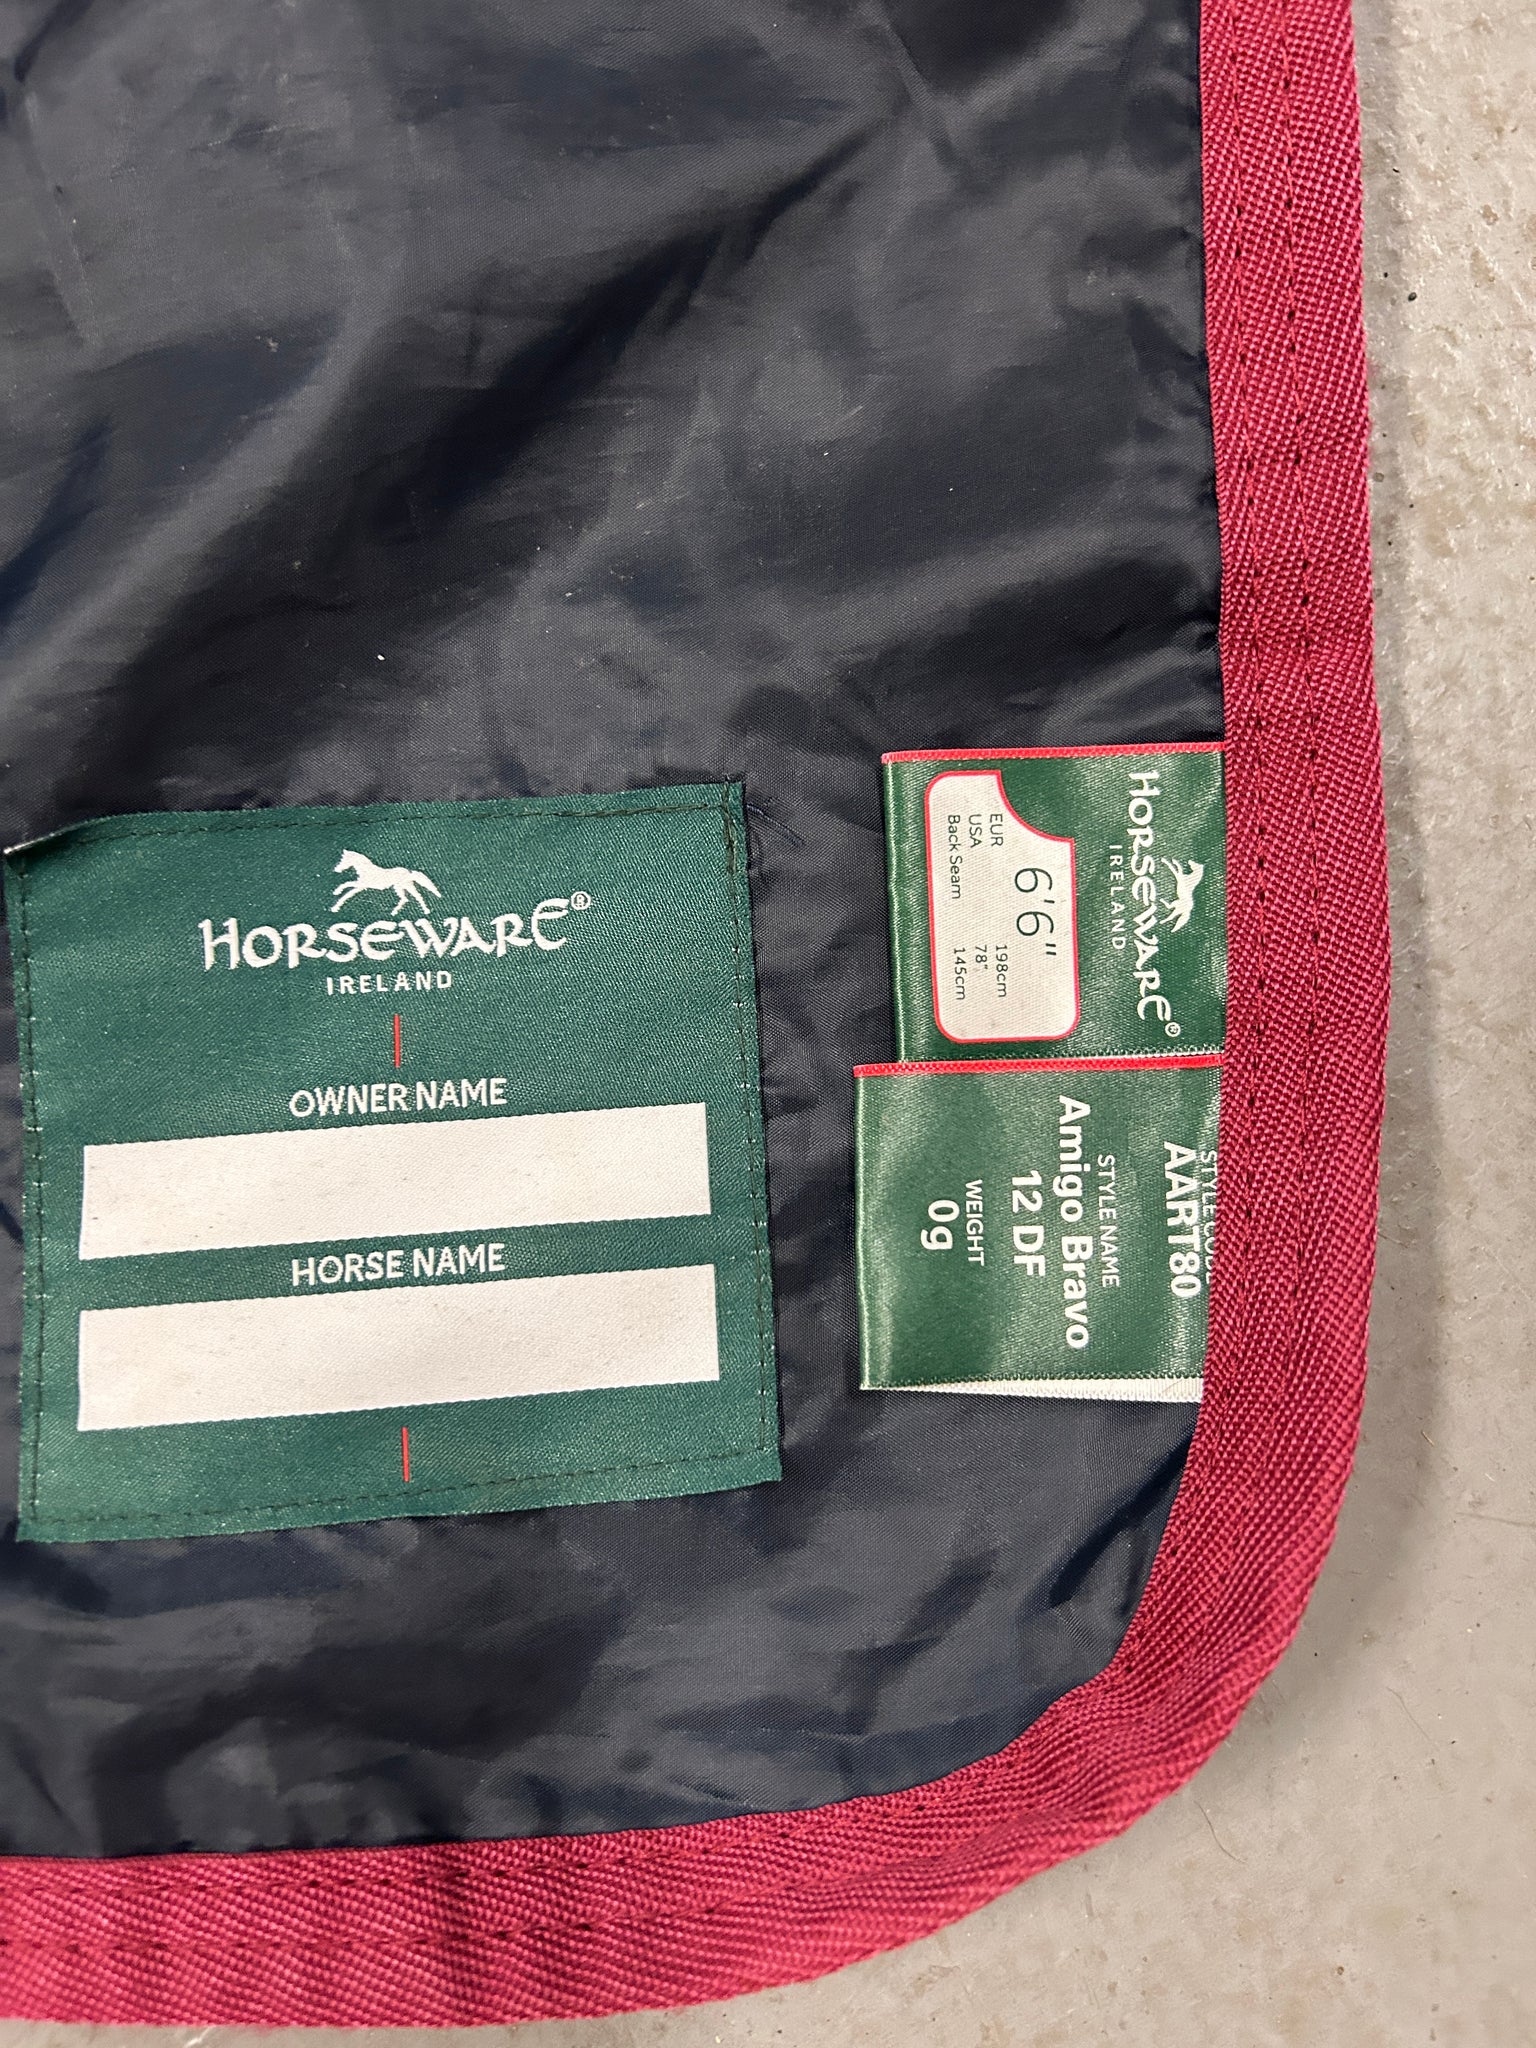 HORSEWARE®
IRELAND
OWNER NAME
HORSE NAME
HORSEWARE®
IRELAND
6'6"
EUR 198cm
USA 78"
Back Seam 145cm
STYLE CODE
AART80
STYLE NAME
Amigo Bravo
12 DF
WEIGHT
0g